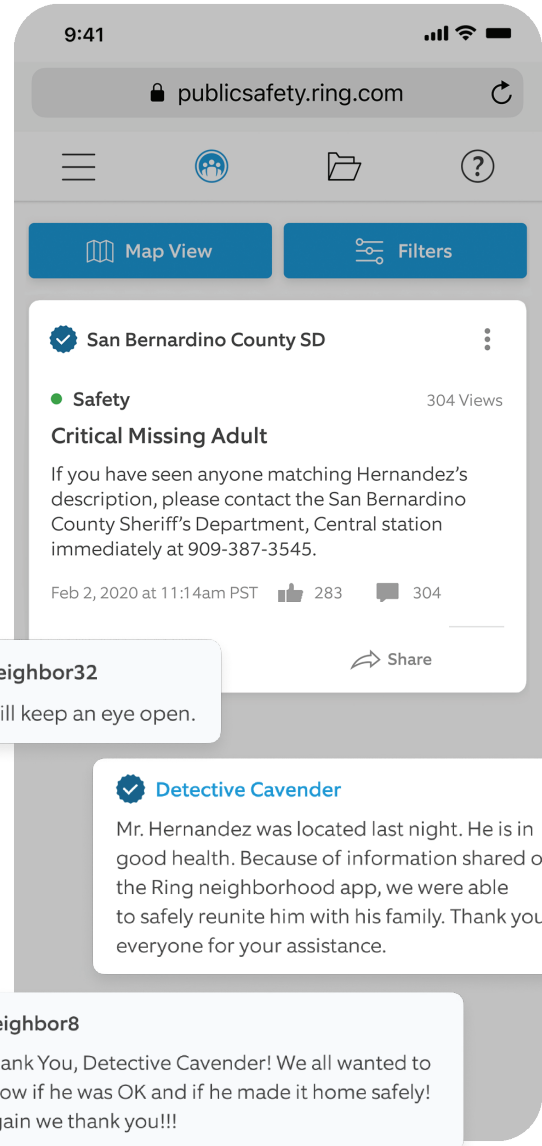 9:41
publicsafety.ring.com
?
Map View
Filters
San Bernardino County SD
Safety
304 Views
Critical Missing Adult
If you have seen anyone matching Hernandez’s
description, please contact the San Bernardino
County Sheriff’s Department, Central station
immediately at 909-387-3545.
Feb 2, 2020 at 11:14am PST 283 304
Share
eighbor32
ill keep an eye open.
Detective Cavender
Mr. Hernandez was located last night. He is in
good health. Because of information shared o
the Ring neighborhood app, we were able
to safely reunite him with his family. Thank you
everyone for your assistance.
eighbor8
ank You, Detective Cavender! We all wanted to
ow if he was OK and if he made it home safely!
gain we thank you!!!